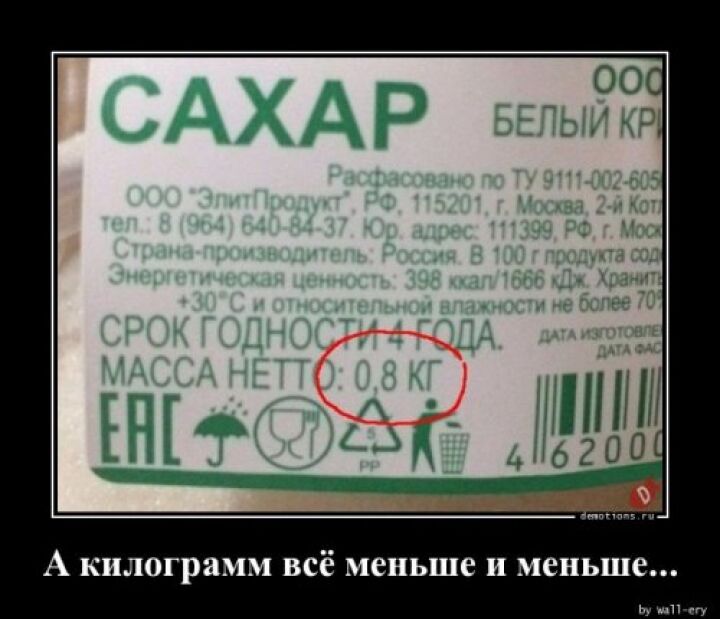 САХАР
ООО
БЕЛЫЙ
Расфасовано по ТУ 9111-002-605
ООО "ЭлитПродукт", РФ, 115201, г. Москва, 2-й Кот
тел.: 8 (964) 640-84-37. Юр. адрес: 111399, РФ, г. Моск
Страна-производитель: Россия. В 100 г продукта сод
Энергетическая ценность: 398 ккал/1666 кДж. Хранить
+30°С и относительной влажности не более 70
СРОК ГОДНОСТИ 4 ГОДА.
ДАТА ИЗГОТОВЛЕ
ДАТА ФАС
МАССА НЕТТО: 0,8 КГ
EAC
5
PP
4 62000
D
demotions.ru
А килограмм всё меньше и меньше...
by wall-ery